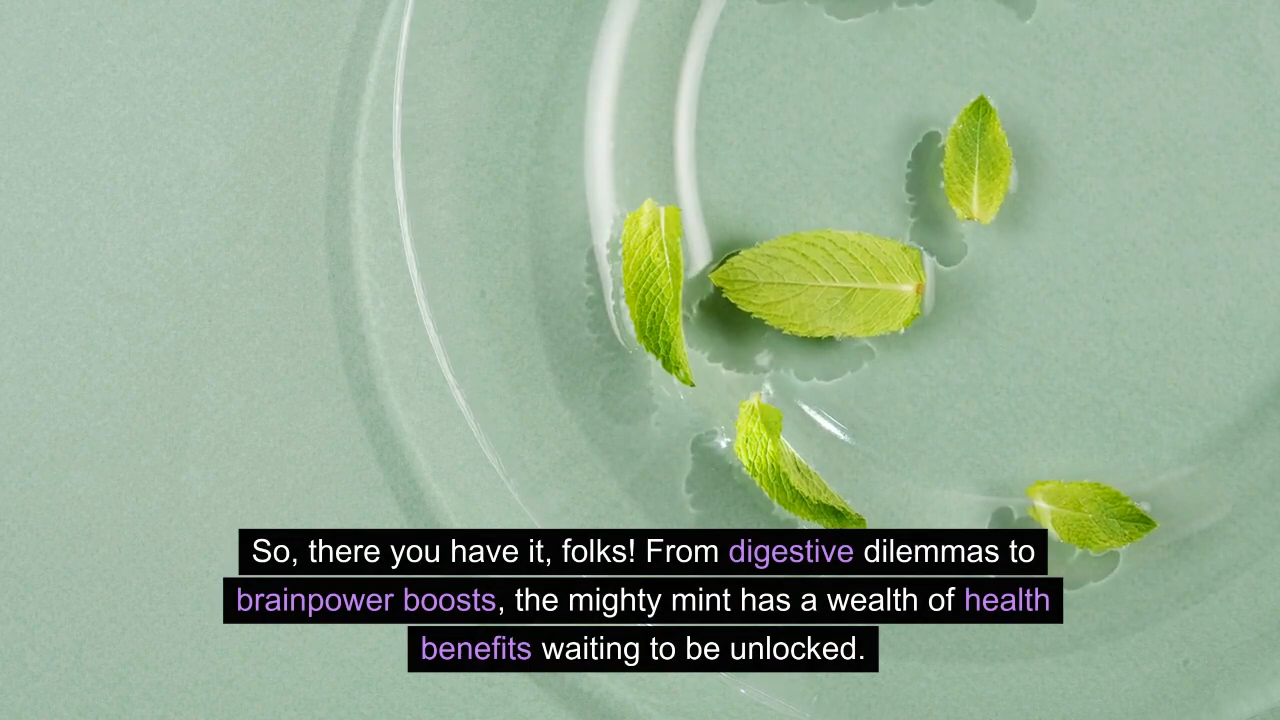 So, there you have it, folks! From digestive dilemmas to
brainpower boosts, the mighty mint has a wealth of health
benefits waiting to be unlocked.